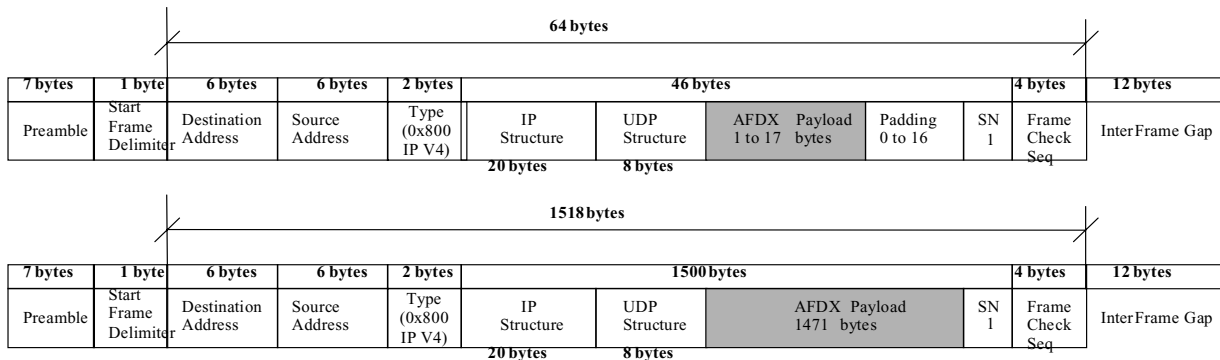 64 bytes
7 bytes 1 byte 6 bytes 6 bytes 2 bytes 46 bytes 4 bytes 12 bytes
Preamble
Start
Frame
Delimiter
Destination
Address
Source
Address
Type
(0x800
IP V4)
IP
Structure
UDP
Structure
AFDX Payload
1 to 17 bytes
Padding
0 to 16
SN
1
Frame
Check
Seq
InterFrame Gap
20 bytes 8 bytes
1518 bytes
7 bytes 1 byte 6 bytes 6 bytes 2 bytes 1500 bytes 4 bytes 12 bytes
Preamble
Start
Frame
Delimiter
Destination
Address
Source
Address
Type
(0x800
IP V4)
IP
Structure
UDP
Structure
AFDX Payload
1471 bytes
SN
1
Frame
Check
Seq
InterFrame Gap
20 bytes 8 bytes